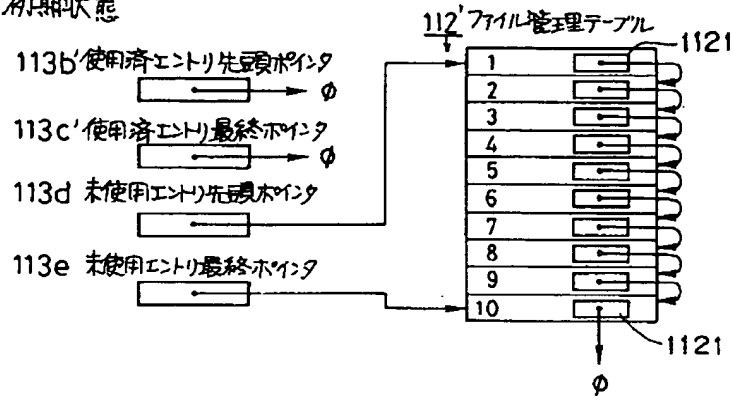 初期状態
112' ファイル管理テーブル
1121
113b' 使用済エントリ先頭ポインタ
φ
113c' 使用済エントリ最終ポインタ
φ
113d 未使用エントリ先頭ポインタ
113e 未使用エントリ最終ポインタ
1
2
3
4
5
6
7
8
9
10
1121
φ